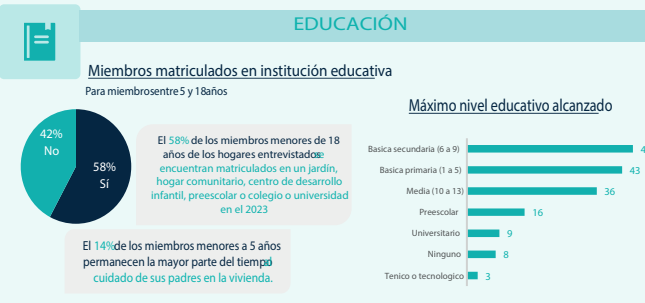 EDUCACIÓN
Miembros matriculados en institución educativa
Para miembrosentre 5 y 18años
42%
No
58%
Sí
El 58% de los miembros menores de 18
años de los hogares entrevistados
encuentran matriculados en un jardín,
hogar comunitario, centro de desarrollo
infantil, preescolar o colegio o universidad
en el 2023
El 14%de los miembros menores a 5 años
permanecen la mayor parte del tiempo
cuidado de sus padres en la vivienda.
Máximo nivel educativo alcanzado
Basica secundaria (6 a 9)
Basica primaria (1 a 5) 43
Media (10 a 13) 36
Preescolar 16
Universitario 9
Ninguno 8
Tenico o tecnologico 3